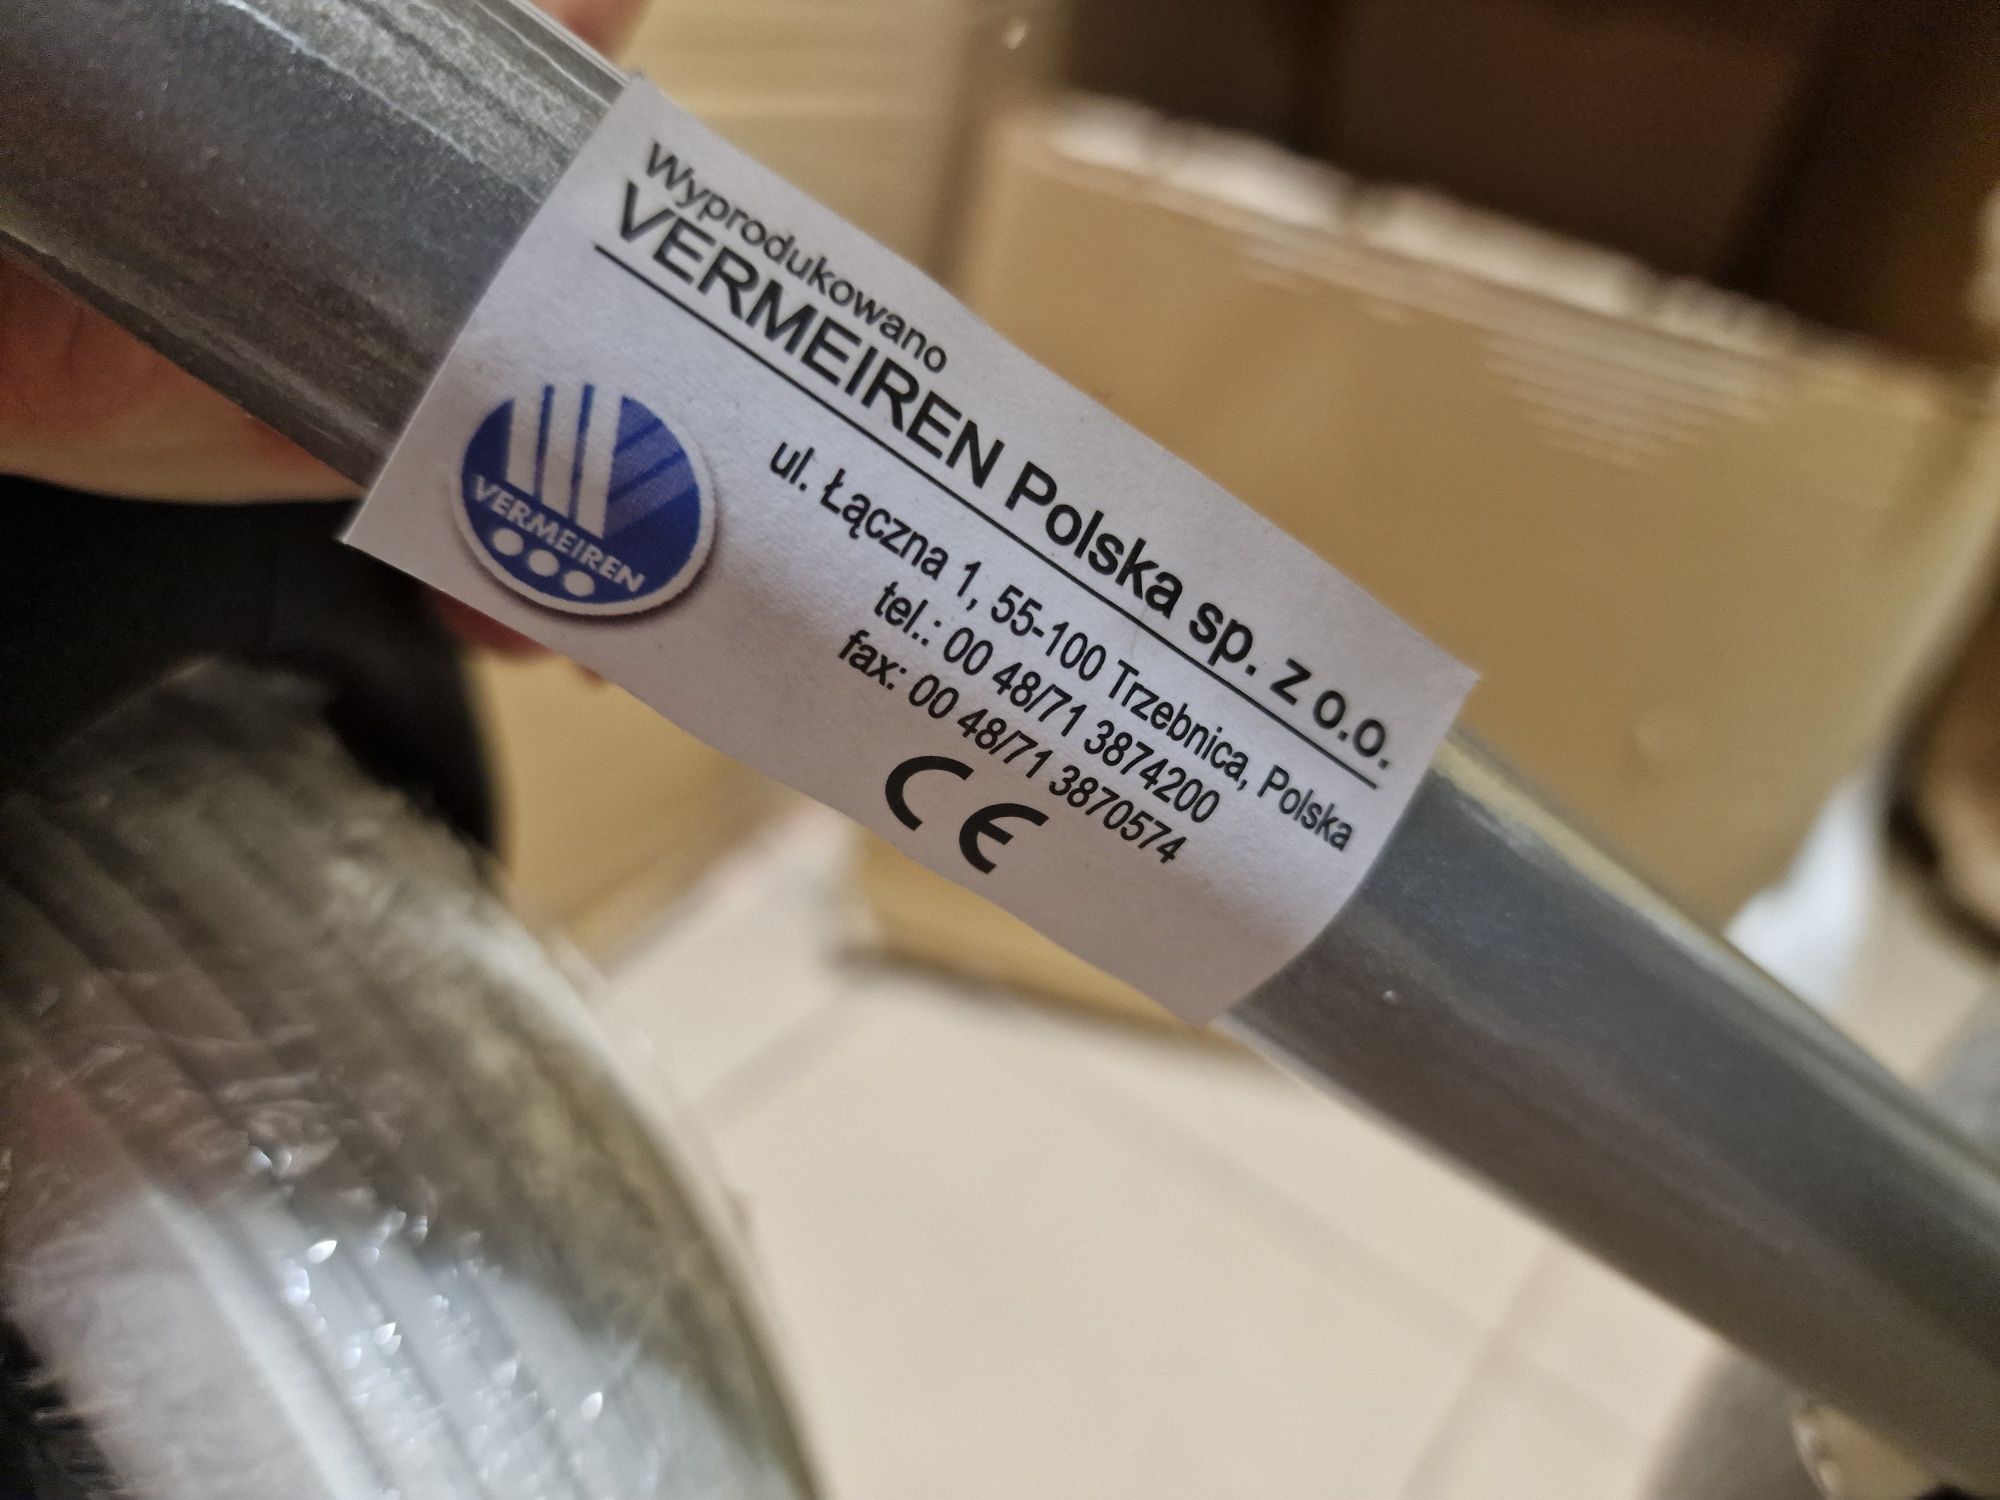 Wyprodukowano
VERMEIREN Polska sp. z o.o.
ul. Łączna 1, 55-100 Trzebnica, Polska
tel.: 00 48/71 3874200
fax: 00 48/71 3870574
CE
VERMEIREN